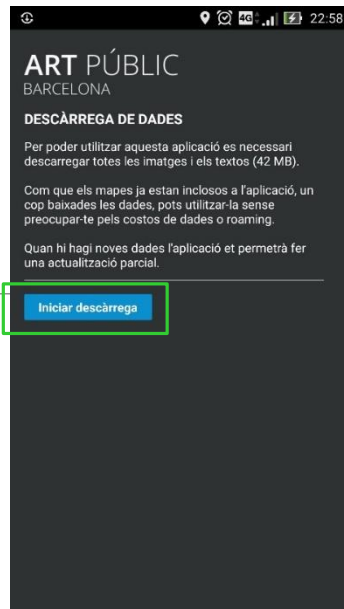 4G 22:58
ART PÚBLIC
BARCELONA
DESCÀRREGA DE DADES
Per poder utilitzar aquesta aplicació es necessari
descarregar totes les imatges i els textos (42 MB).
Com que els mapes ja estan inclosos a l'aplicació, un
cop baixades les dades, pots utilitzar-la sense
preocupar-te pels costos de dades o roaming.
Quan hi hagi noves dades l'aplicació et permetrà fer
una actualització parcial.
Iniciar descàrrega